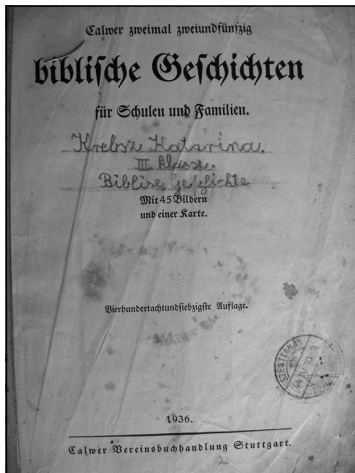 Calwer zweimal zweiundfünfzig
biblische Geschichten
für Schulen und Familien.
Krebsz Katarina.
III klasse.
Biblise Geschichte
Mit 45 Bildern
und einer Karte.
Vierhundertachtundsiebzigste Auflage.
1936.
Calwer Vereinsbuchhandlung Stuttgart.